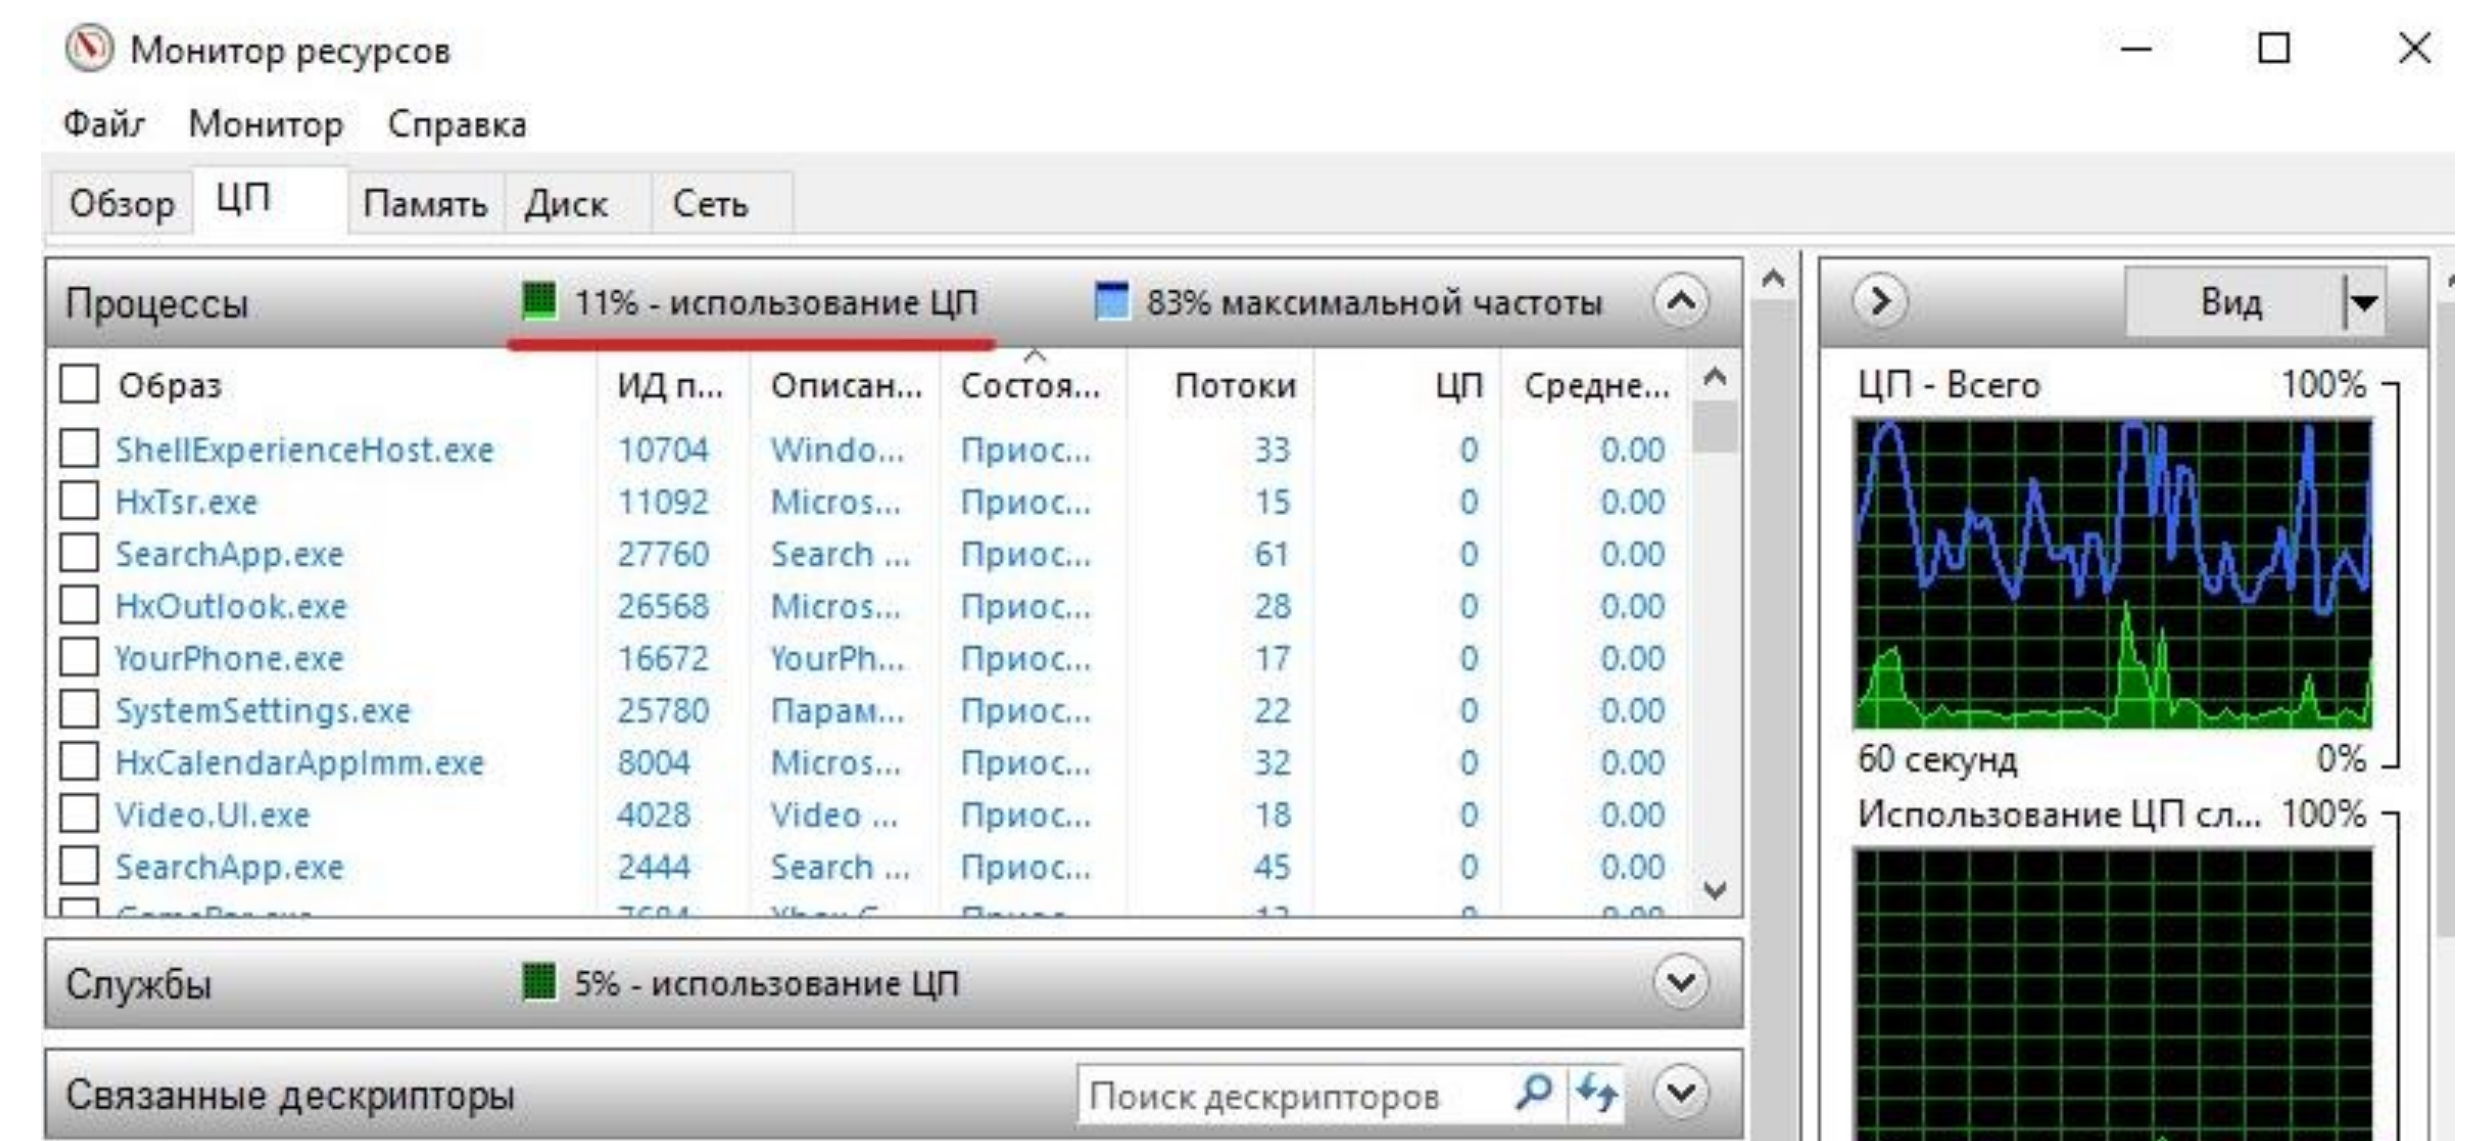 Монитор ресурсов
Файл Монитор Справка
Обзор ЦП Память Диск Сеть
Процессы 11% - использование ЦП 83% максимальной частоты
Образ ИД п... Описан... Состоя... Потоки ЦП Средне...
ShellExperienceHost.exe 10704 Windo... Приос... 33 0 0.00
HxTsr.exe 11092 Micros... Приос... 15 0 0.00
SearchApp.exe 27760 Search ... Приос... 61 0 0.00
HxOutlook.exe 26568 Micros... Приос... 28 0 0.00
YourPhone.exe 16672 YourPh... Приос... 17 0 0.00
SystemSettings.exe 25780 Парам... Приос... 22 0 0.00
HxCalendarAppImm.exe 8004 Micros... Приос... 32 0 0.00
Video.UI.exe 4028 Video ... Приос... 18 0 0.00
SearchApp.exe 2444 Search ... Приос... 45 0 0.00
Службы 5% - использование ЦП
Связанные дескрипторы Поиск дескрипторов
Вид
ЦП - Всего 100%
60 секунд 0%
Использование ЦП сл... 100%